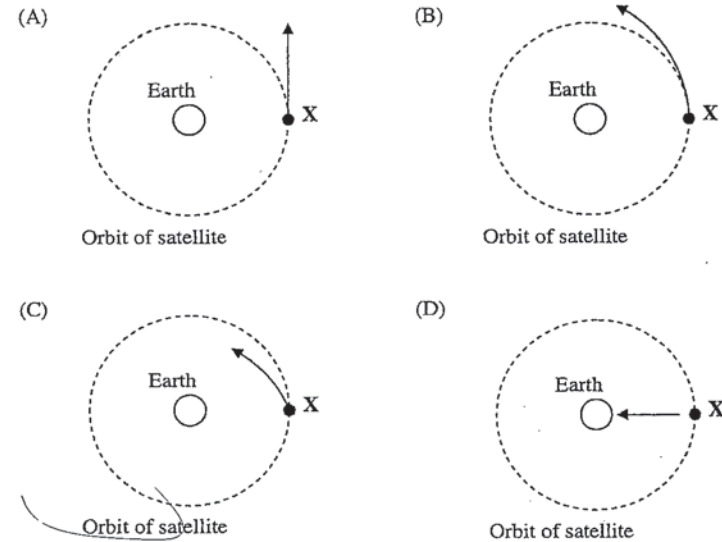 (A)
Earth
X
Orbit of satellite
(B)
Earth
X
Orbit of satellite
(C)
Earth
X
Orbit of satellite
(D)
Earth
X
Orbit of satellite